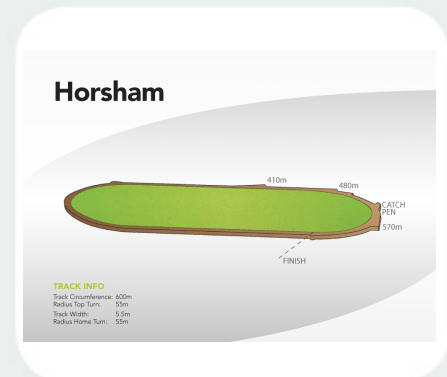 Horsham
410m
480m
CATCH
PEN
570m
FINISH
TRACK INFO
Track Circumference: 600m
Radius Top Turn: 55m
Track Width: 5.5m
Radius Home Turn: 55m